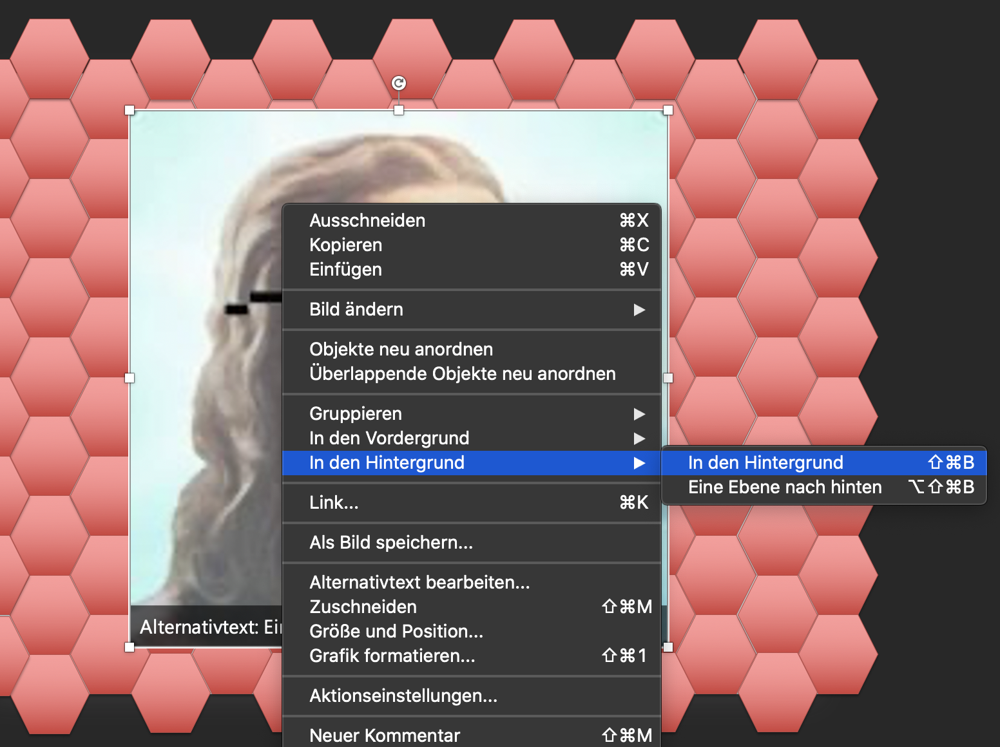 Ausschneiden ⌘X
Kopieren ⌘C
Einfügen ⌘V
Bild ändern ▶
Objekte neu anordnen
Überlappende Objekte neu anordnen
Gruppieren ▶
In den Vordergrund ▶
In den Hintergrund ▶
In den Hintergrund ⇧⌘B
Eine Ebene nach hinten ⌥⇧⌘B
Link... ⌘K
Als Bild speichern...
Alternativtext bearbeiten...
Zuschneiden ⇧⌘M
Alternativtext:
Größe und Position...
Grafik formatieren... ⇧⌘1
Aktionseinstellungen...
Neuer Kommentar ⇧⌘M